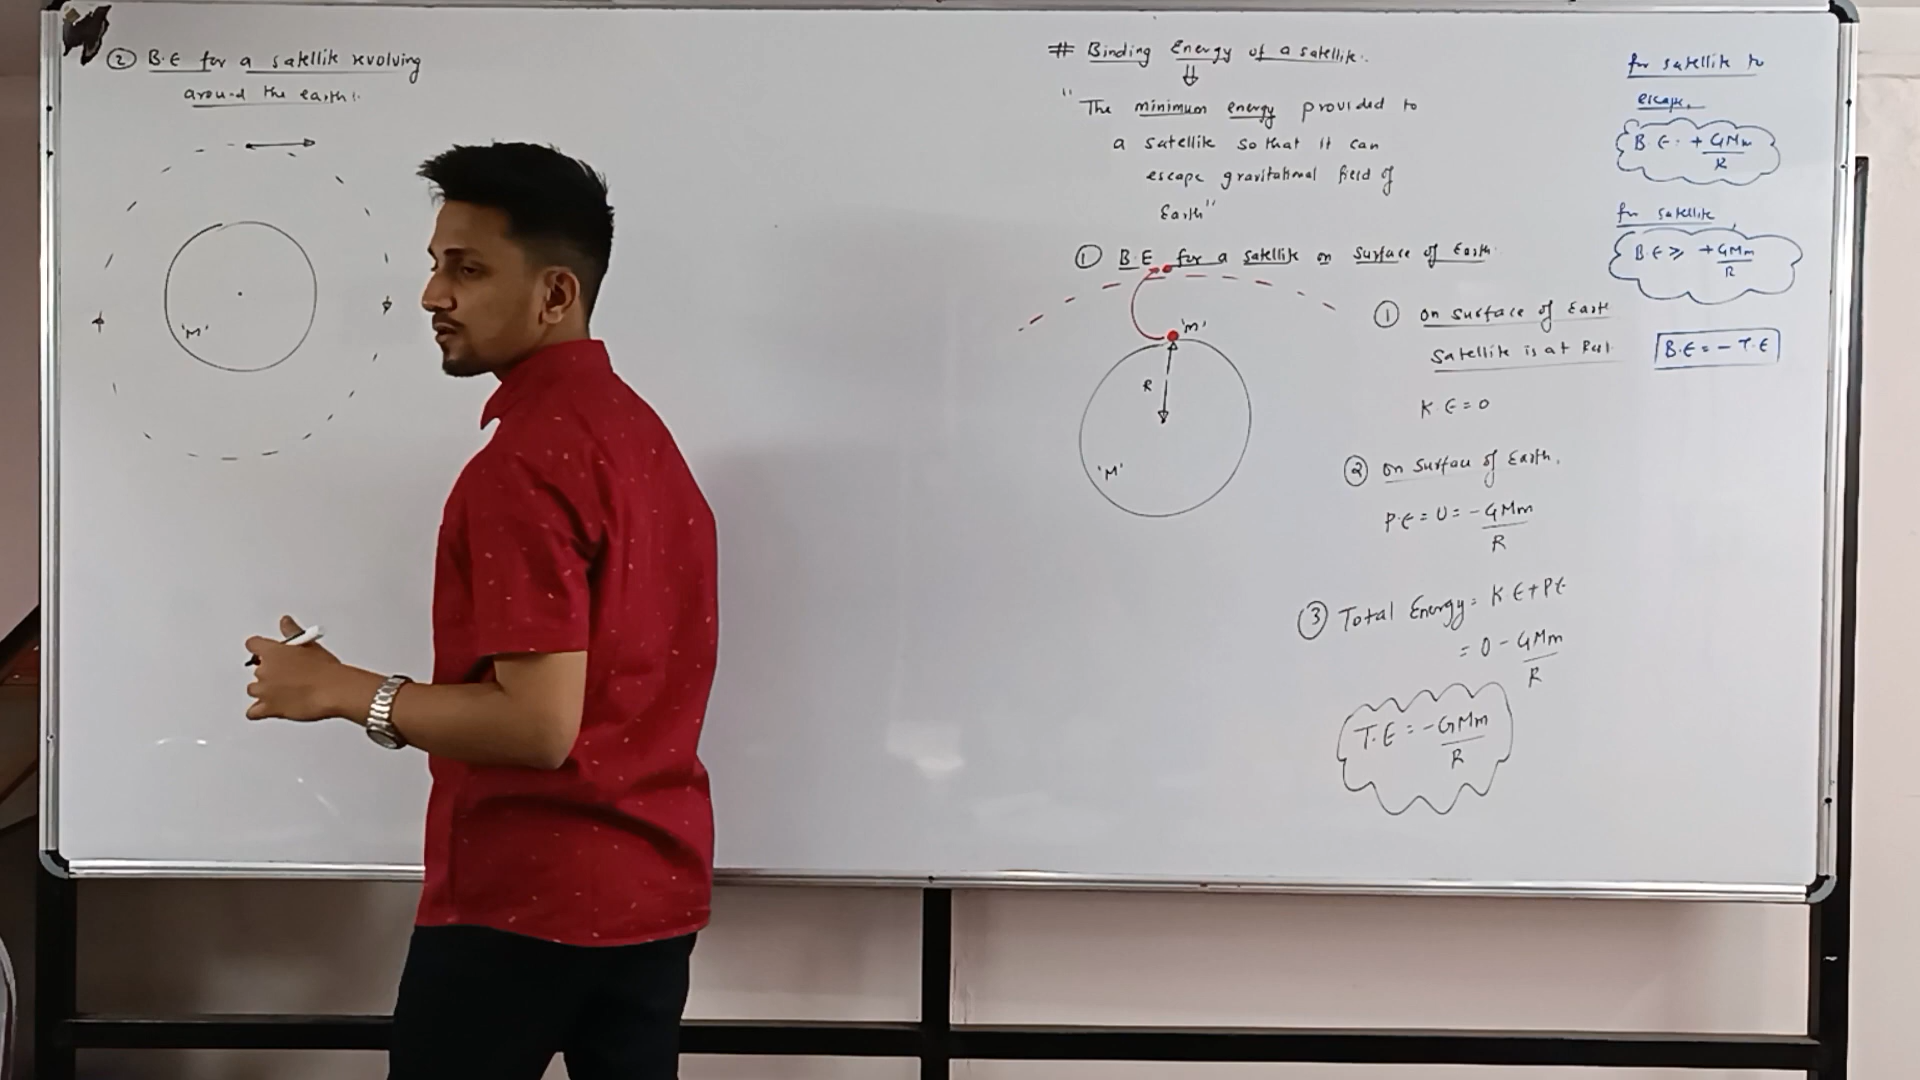 ② B.E for a satellite revolving
around the earth:
'M'
# Binding Energy of a satellite.
⇓
"The minimum energy provided to
a satellite so that it can
escape gravitational field of
Earth"
① B.E for a satellite on surface of Earth.
'm'
R
'M'
① on surface of Earth
Satellite is at Rest.
K.E = 0
② on surface of Earth,
P.E = U = - GMm
R
③ Total Energy = K.E + P.E
= 0 - GMm
R
T.E = - GMm
R
for satellite to
escape,
B.E. + GMm
R
for satellite,
B.E ≥ + GMm
R
B.E = - T.E